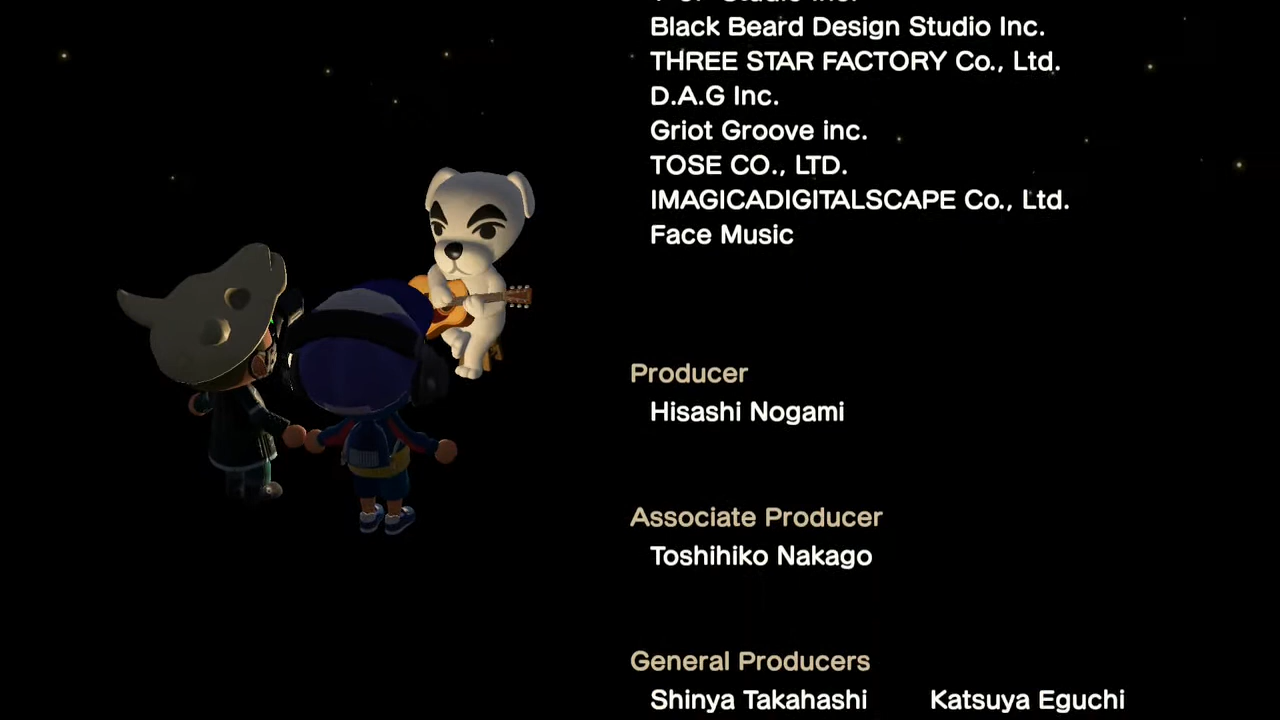 Black Beard Design Studio Inc.
THREE STAR FACTORY Co., Ltd.
D.A.G Inc.
Griot Groove inc.
TOSE CO., LTD.
IMAGICADIGITALSCAPE Co., Ltd.
Face Music
Producer
Hisashi Nogami
Associate Producer
Toshihiko Nakago
General Producers
Shinya Takahashi Katsuya Eguchi